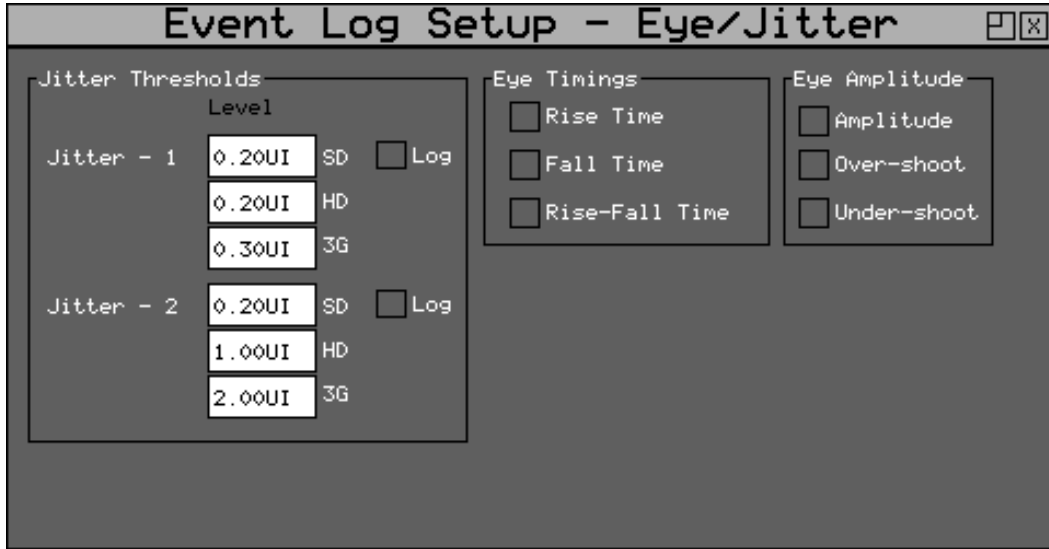 Event Log Setup - Eye/Jitter
Jitter Thresholds
Level
Jitter - 1 0.20UI SD Log
0.20UI HD
0.30UI 3G
Jitter - 2 0.20UI SD Log
1.00UI HD
2.00UI 3G
Eye Timings
Rise Time
Fall Time
Rise-Fall Time
Eye Amplitude
Amplitude
Over-shoot
Under-shoot